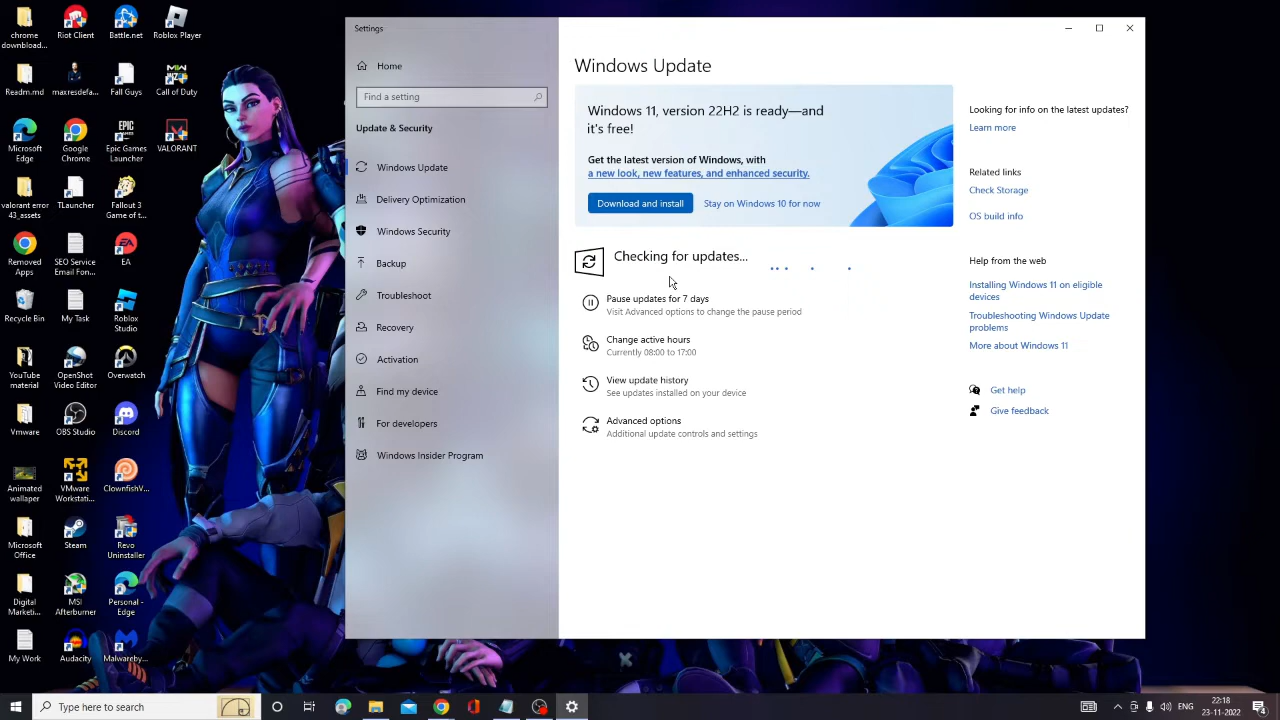 chrome
download...
Riot Client
Battle.net
Roblox Player
Readm.md
maxresdefa...
Fall Guys
Call of Duty
Microsoft
Edge
Google
Chrome
Epic Games
Launcher
VALORANT
valorant error
43_assets
TLauncher
Fallout 3
Game of t...
Removed
Apps
SEO Service
Email Fon...
EA
Recycle Bin
My Task
Roblox
Studio
YouTube
material
OpenShot
Video Editor
Overwatch
Vmware
OBS Studio
Discord
Animated
wallaper
VMware
Workstati...
ClownfishV...
Microsoft
Office
Steam
Revo
Uninstaller
Digital
Marketi...
MSI
Afterburner
Personal -
Edge
My Work
Audacity
Malwareby...
Settings
Home
Find a setting
Update & Security
Windows Update
Delivery Optimization
Windows Security
Backup
Troubleshoot
Recovery
Activation
Find my device
For developers
Windows Insider Program
Windows Update
Windows 11, version 22H2 is ready—and
it's free!
Get the latest version of Windows, with
a new look, new features, and enhanced security.
Download and install
Stay on Windows 10 for now
Checking for updates...
Pause updates for 7 days
Visit Advanced options to change the pause period
Change active hours
Currently 08:00 to 17:00
View update history
See updates installed on your device
Advanced options
Additional update controls and settings
Looking for info on the latest updates?
Learn more
Related links
Check Storage
OS build info
Help from the web
Installing Windows 11 on eligible
devices
Troubleshooting Windows Update
problems
More about Windows 11
Get help
Give feedback
Type here to search
ENG
22:18
23-11-2022